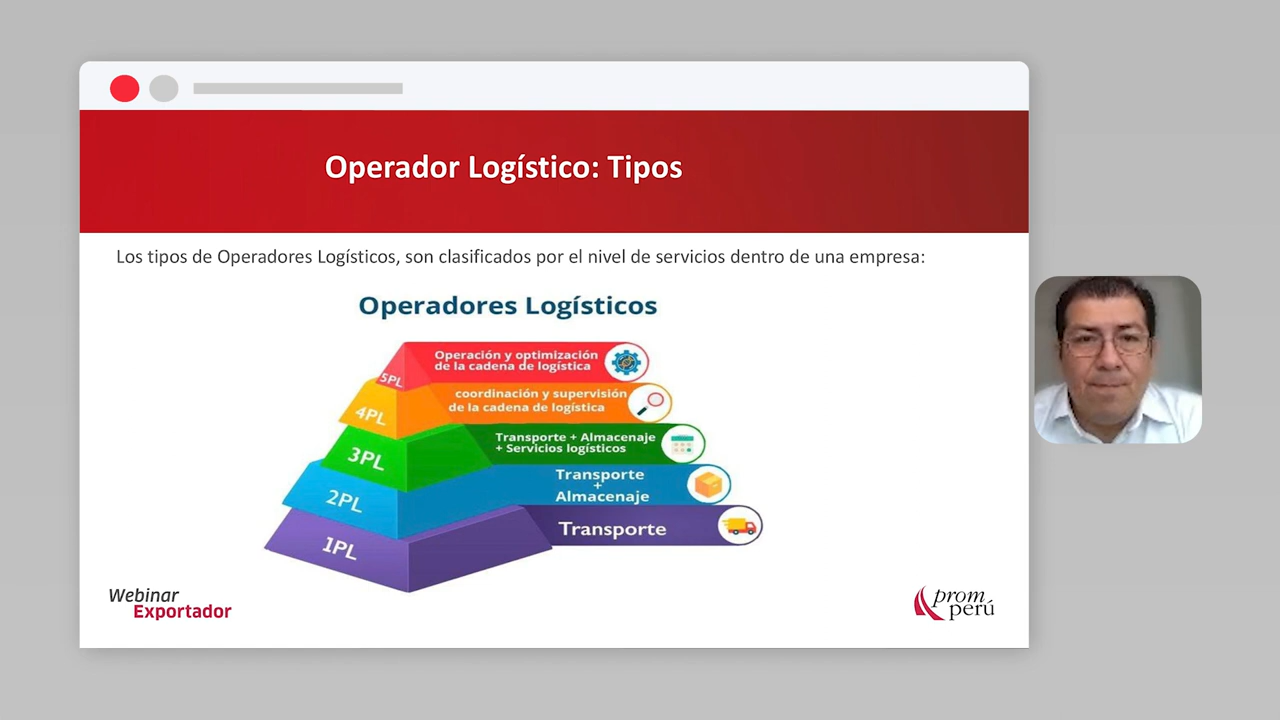 Operador Logístico: Tipos
Los tipos de Operadores Logísticos, son clasificados por el nivel de servicios dentro de una empresa:
Operadores Logísticos
5PL
Operación y optimización
de la cadena de logística
4PL
coordinación y supervisión
de la cadena de logística
3PL
Transporte + Almacenaje
+ Servicios logísticos
2PL
Transporte
+
Almacenaje
1PL
Transporte
Webinar
Exportador
prom
perú